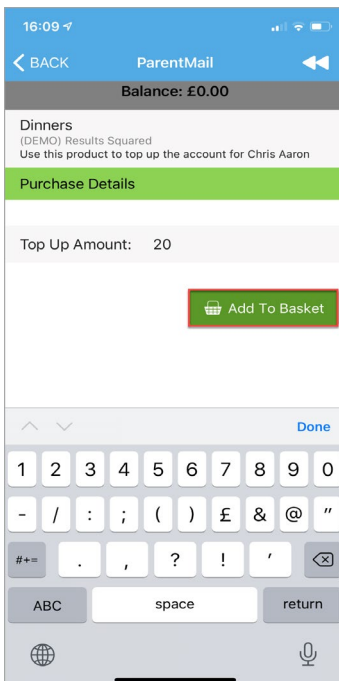 16:09
BACK ParentMail
Balance: £0.00
Dinners
(DEMO) Results Squared
Use this product to top up the account for Chris Aaron
Purchase Details
Top Up Amount: 20
Add To Basket
Done
1 2 3 4 5 6 7 8 9 0
- / : ; ( ) £ & @ "
#+= . , ? ! '
ABC space return